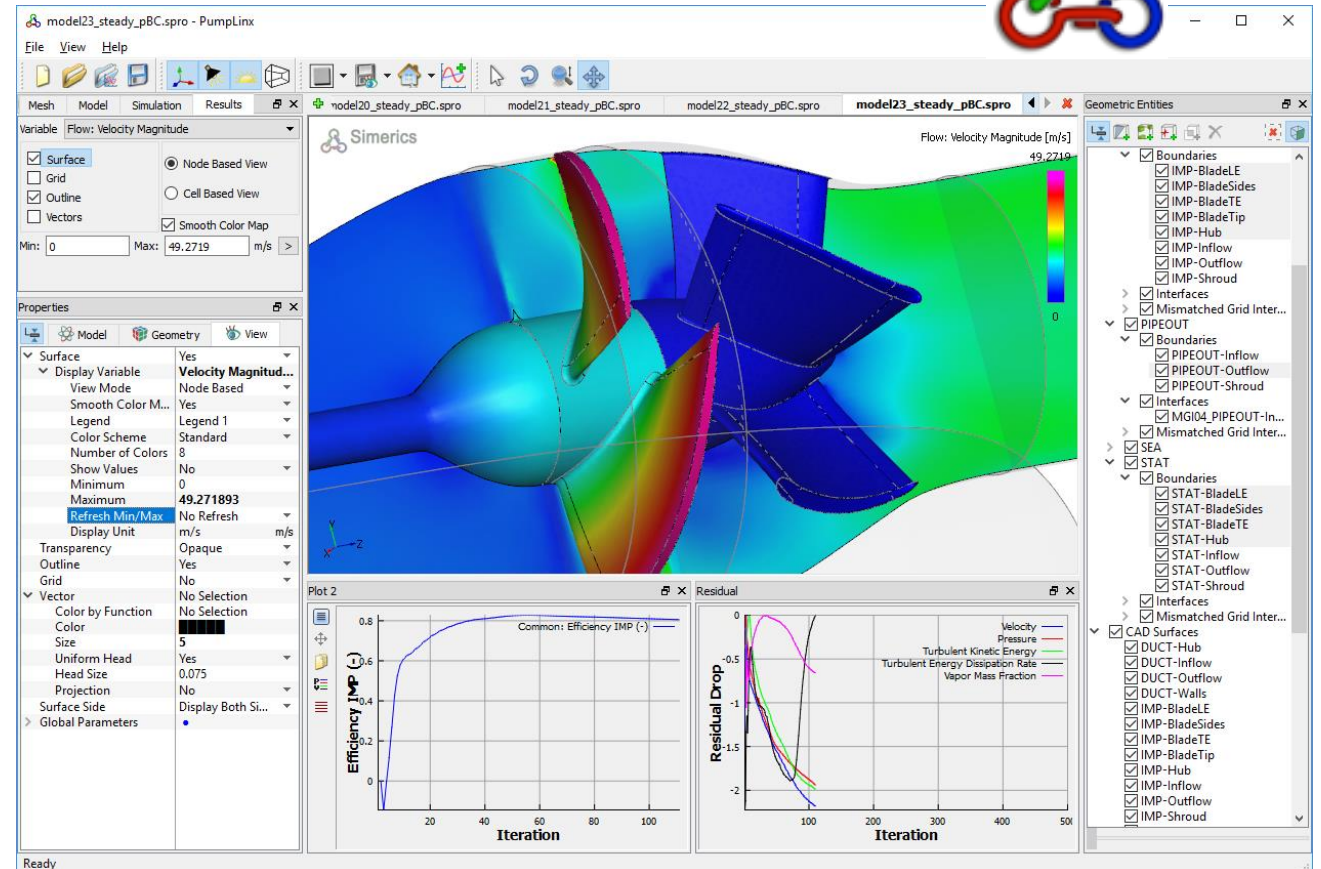 model23_steady_pBC.spro - PumpLinx
File View Help
Mesh Model Simulation Results
Variable Flow: Velocity Magnitude
Surface
Grid
Outline
Vectors
Node Based View
Cell Based View
Smooth Color Map
Min: 0 Max: 49.2719 m/s >
Properties
Model Geometry View
Surface Yes
Display Variable Velocity Magnitud...
View Mode Node Based
Smooth Color M... Yes
Legend Legend 1
Color Scheme Standard
Number of Colors 8
Show Values No
Minimum 0
Maximum 49.271893
Refresh Min/Max No Refresh
Display Unit m/s m/s
Transparency Opaque
Outline Yes
Grid No
Vector No Selection
Color by Function No Selection
Color
Size 5
Uniform Head Yes
Head Size 0.075
Projection No
Surface Side Display Both Si...
Global Parameters
Ready
model20_steady_pBC.spro model21_steady_pBC.spro model22_steady_pBC.spro model23_steady_pBC.spro
Simerics
Flow: Velocity Magnitude [m/s]
49.2719
0
Y
X Z
Plot 2
Common: Efficiency IMP (-)
Efficiency IMP (-)
0.8
0.6
0.4
0.2
0
20 40 60 80 100
Iteration
Residual
Velocity
Pressure
Turbulent Kinetic Energy
Turbulent Energy Dissipation Rate
Vapor Mass Fraction
Residual Drop
0
-0.5
-1
-1.5
-2
100 200 300 400 500
Iteration
Geometric Entities
Boundaries
IMP-BladeLE
IMP-BladeSides
IMP-BladeTE
IMP-BladeTip
IMP-Hub
IMP-Inflow
IMP-Outflow
IMP-Shroud
Interfaces
Mismatched Grid Inter...
PIPEOUT
Boundaries
PIPEOUT-Inflow
PIPEOUT-Outflow
PIPEOUT-Shroud
Interfaces
MGI04_PIPEOUT-In...
Mismatched Grid Inter...
SEA
STAT
Boundaries
STAT-BladeLE
STAT-BladeSides
STAT-BladeTE
STAT-Hub
STAT-Inflow
STAT-Outflow
STAT-Shroud
Interfaces
Mismatched Grid Inter...
CAD Surfaces
DUCT-Hub
DUCT-Inflow
DUCT-Outflow
DUCT-Walls
IMP-BladeLE
IMP-BladeSides
IMP-BladeTE
IMP-BladeTip
IMP-Hub
IMP-Inflow
IMP-Outflow
IMP-Shroud